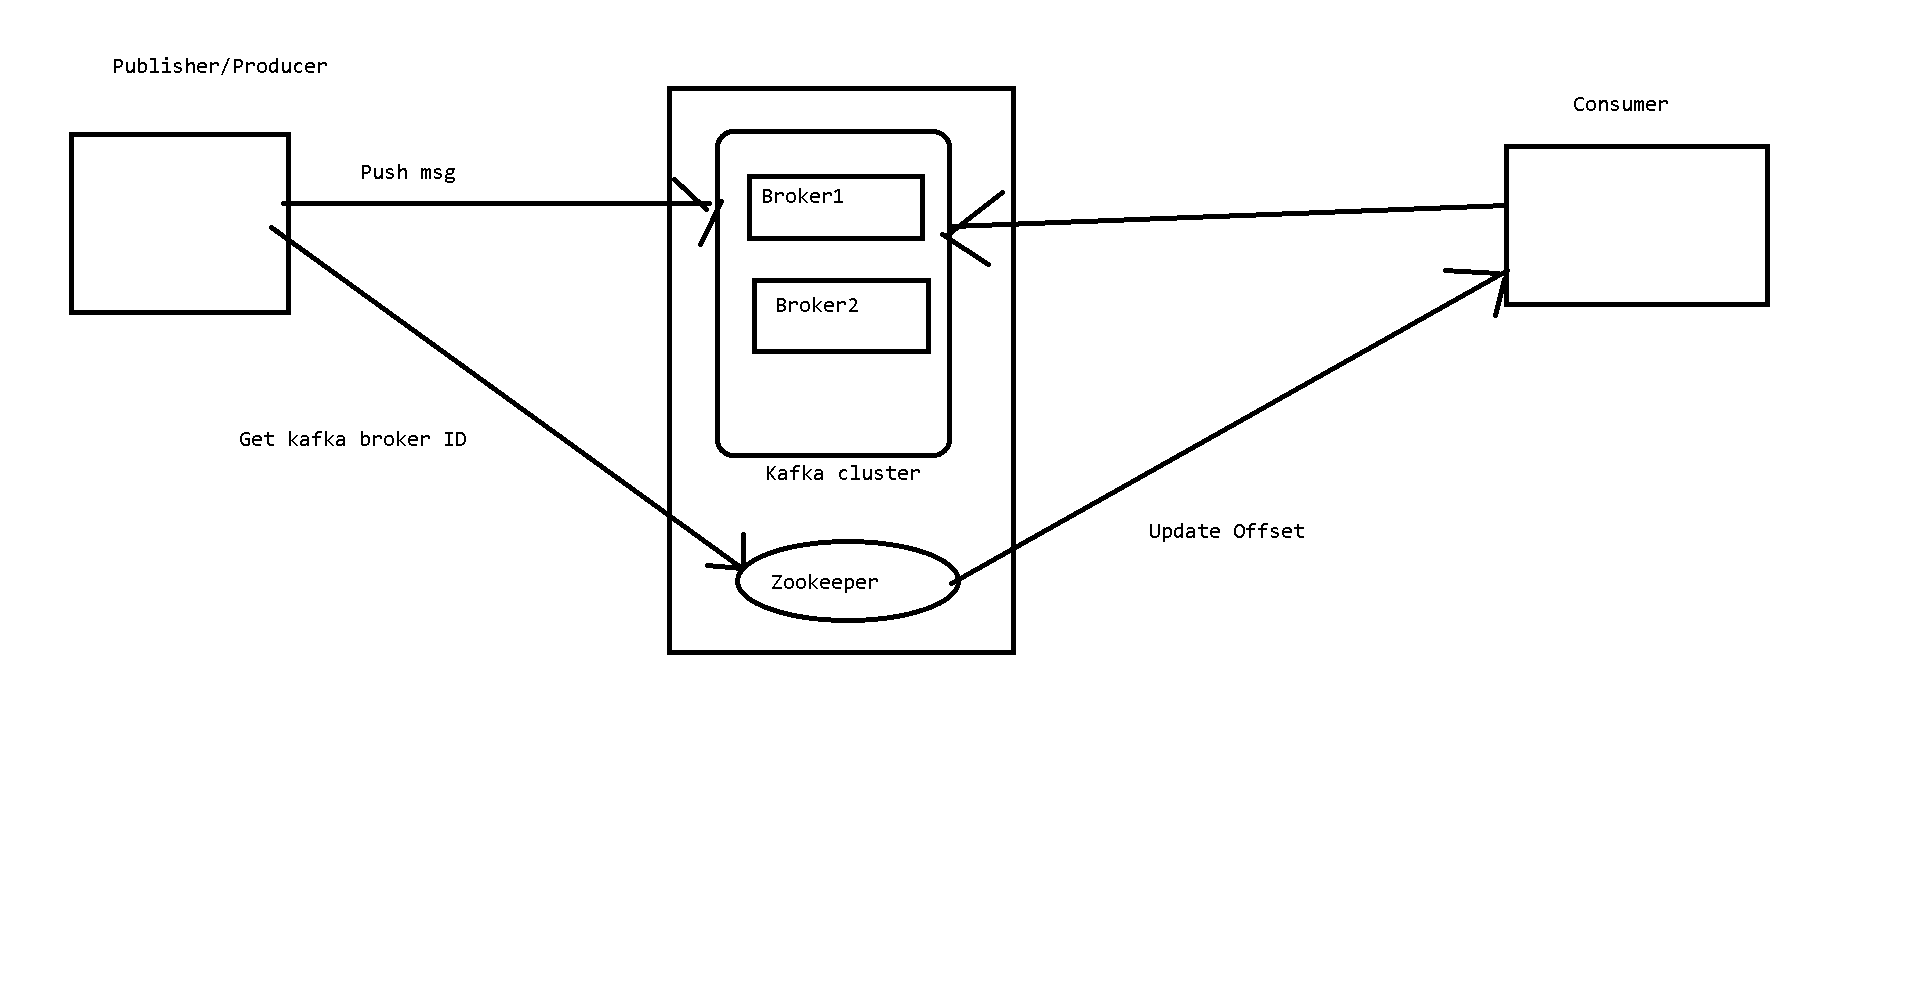 Publisher/Producer
Consumer
Push msg
Broker1
Broker2
Get kafka broker ID
Kafka cluster
Update Offset
Zookeeper